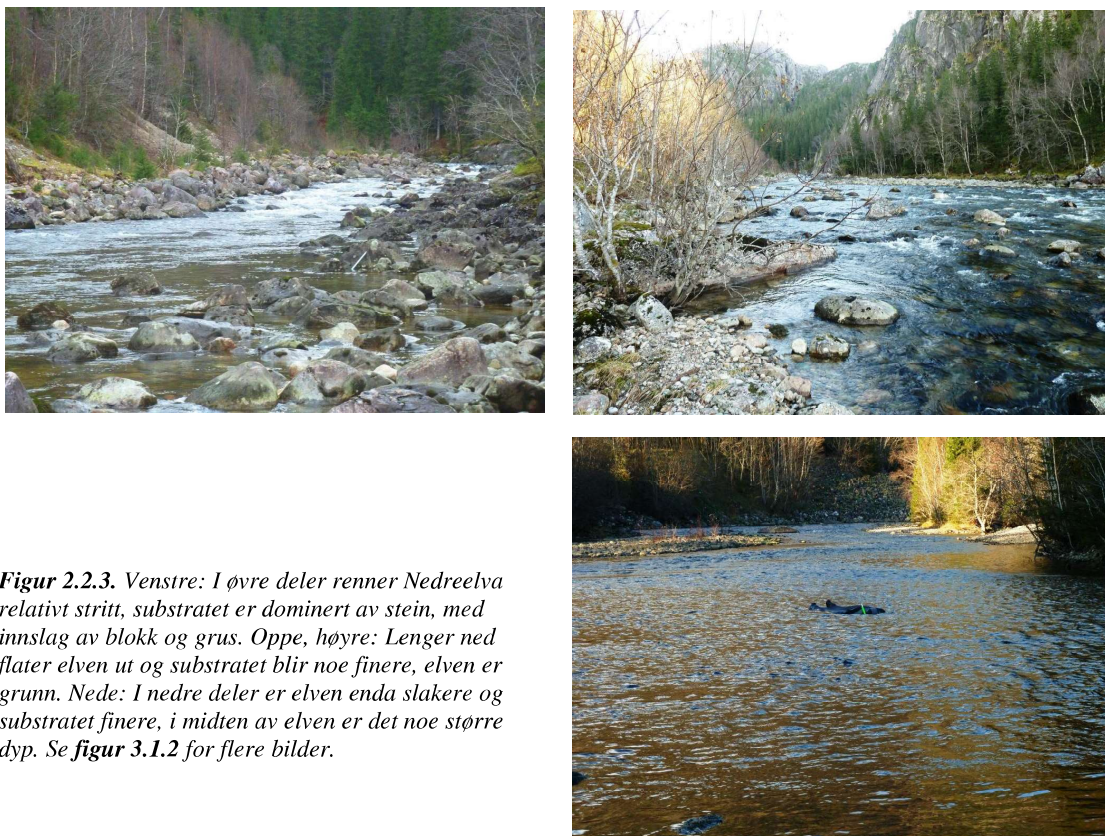 Figur 2.2.3. Venstre: I øvre deler renner Nedreelva
relativt stritt, substratet er dominert av stein, med
innslag av blokk og grus. Oppe, høyre: Lenger ned
flater elven ut og substratet blir noe finere, elven er
grunn. Nede: I nedre deler er elven enda slakere og
substratet finere, i midten av elven er det noe større
dyp. Se figur 3.1.2 for flere bilder.